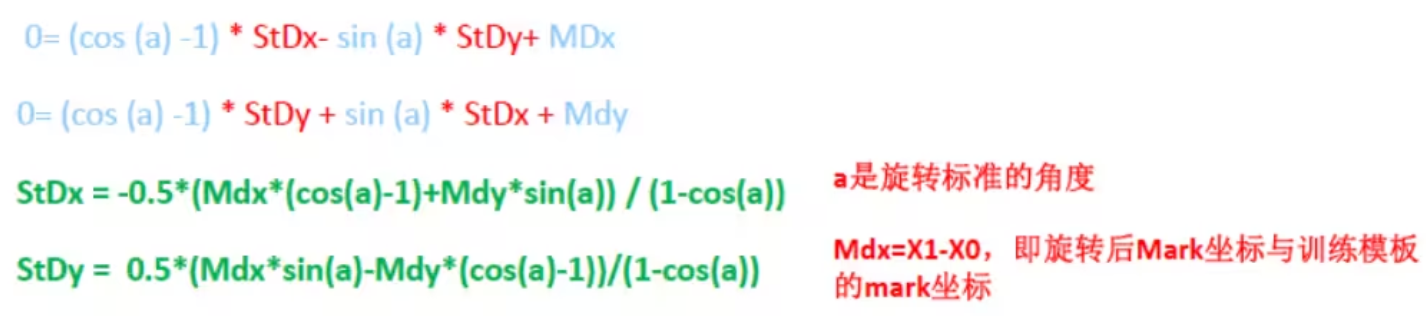 0= (cos (a) -1) * StDx- sin (a) * StDy+ MDx
0= (cos (a) -1) * StDy + sin (a) * StDx + Mdy
StDx = -0.5*(Mdx*(cos(a)-1)+Mdy*sin(a)) / (1-cos(a))
a是旋转标准的角度
StDy = 0.5*(Mdx*sin(a)-Mdy*(cos(a)-1))/(1-cos(a))
Mdx=X1-X0，即旋转后Mark坐标与训练模板
的mark坐标